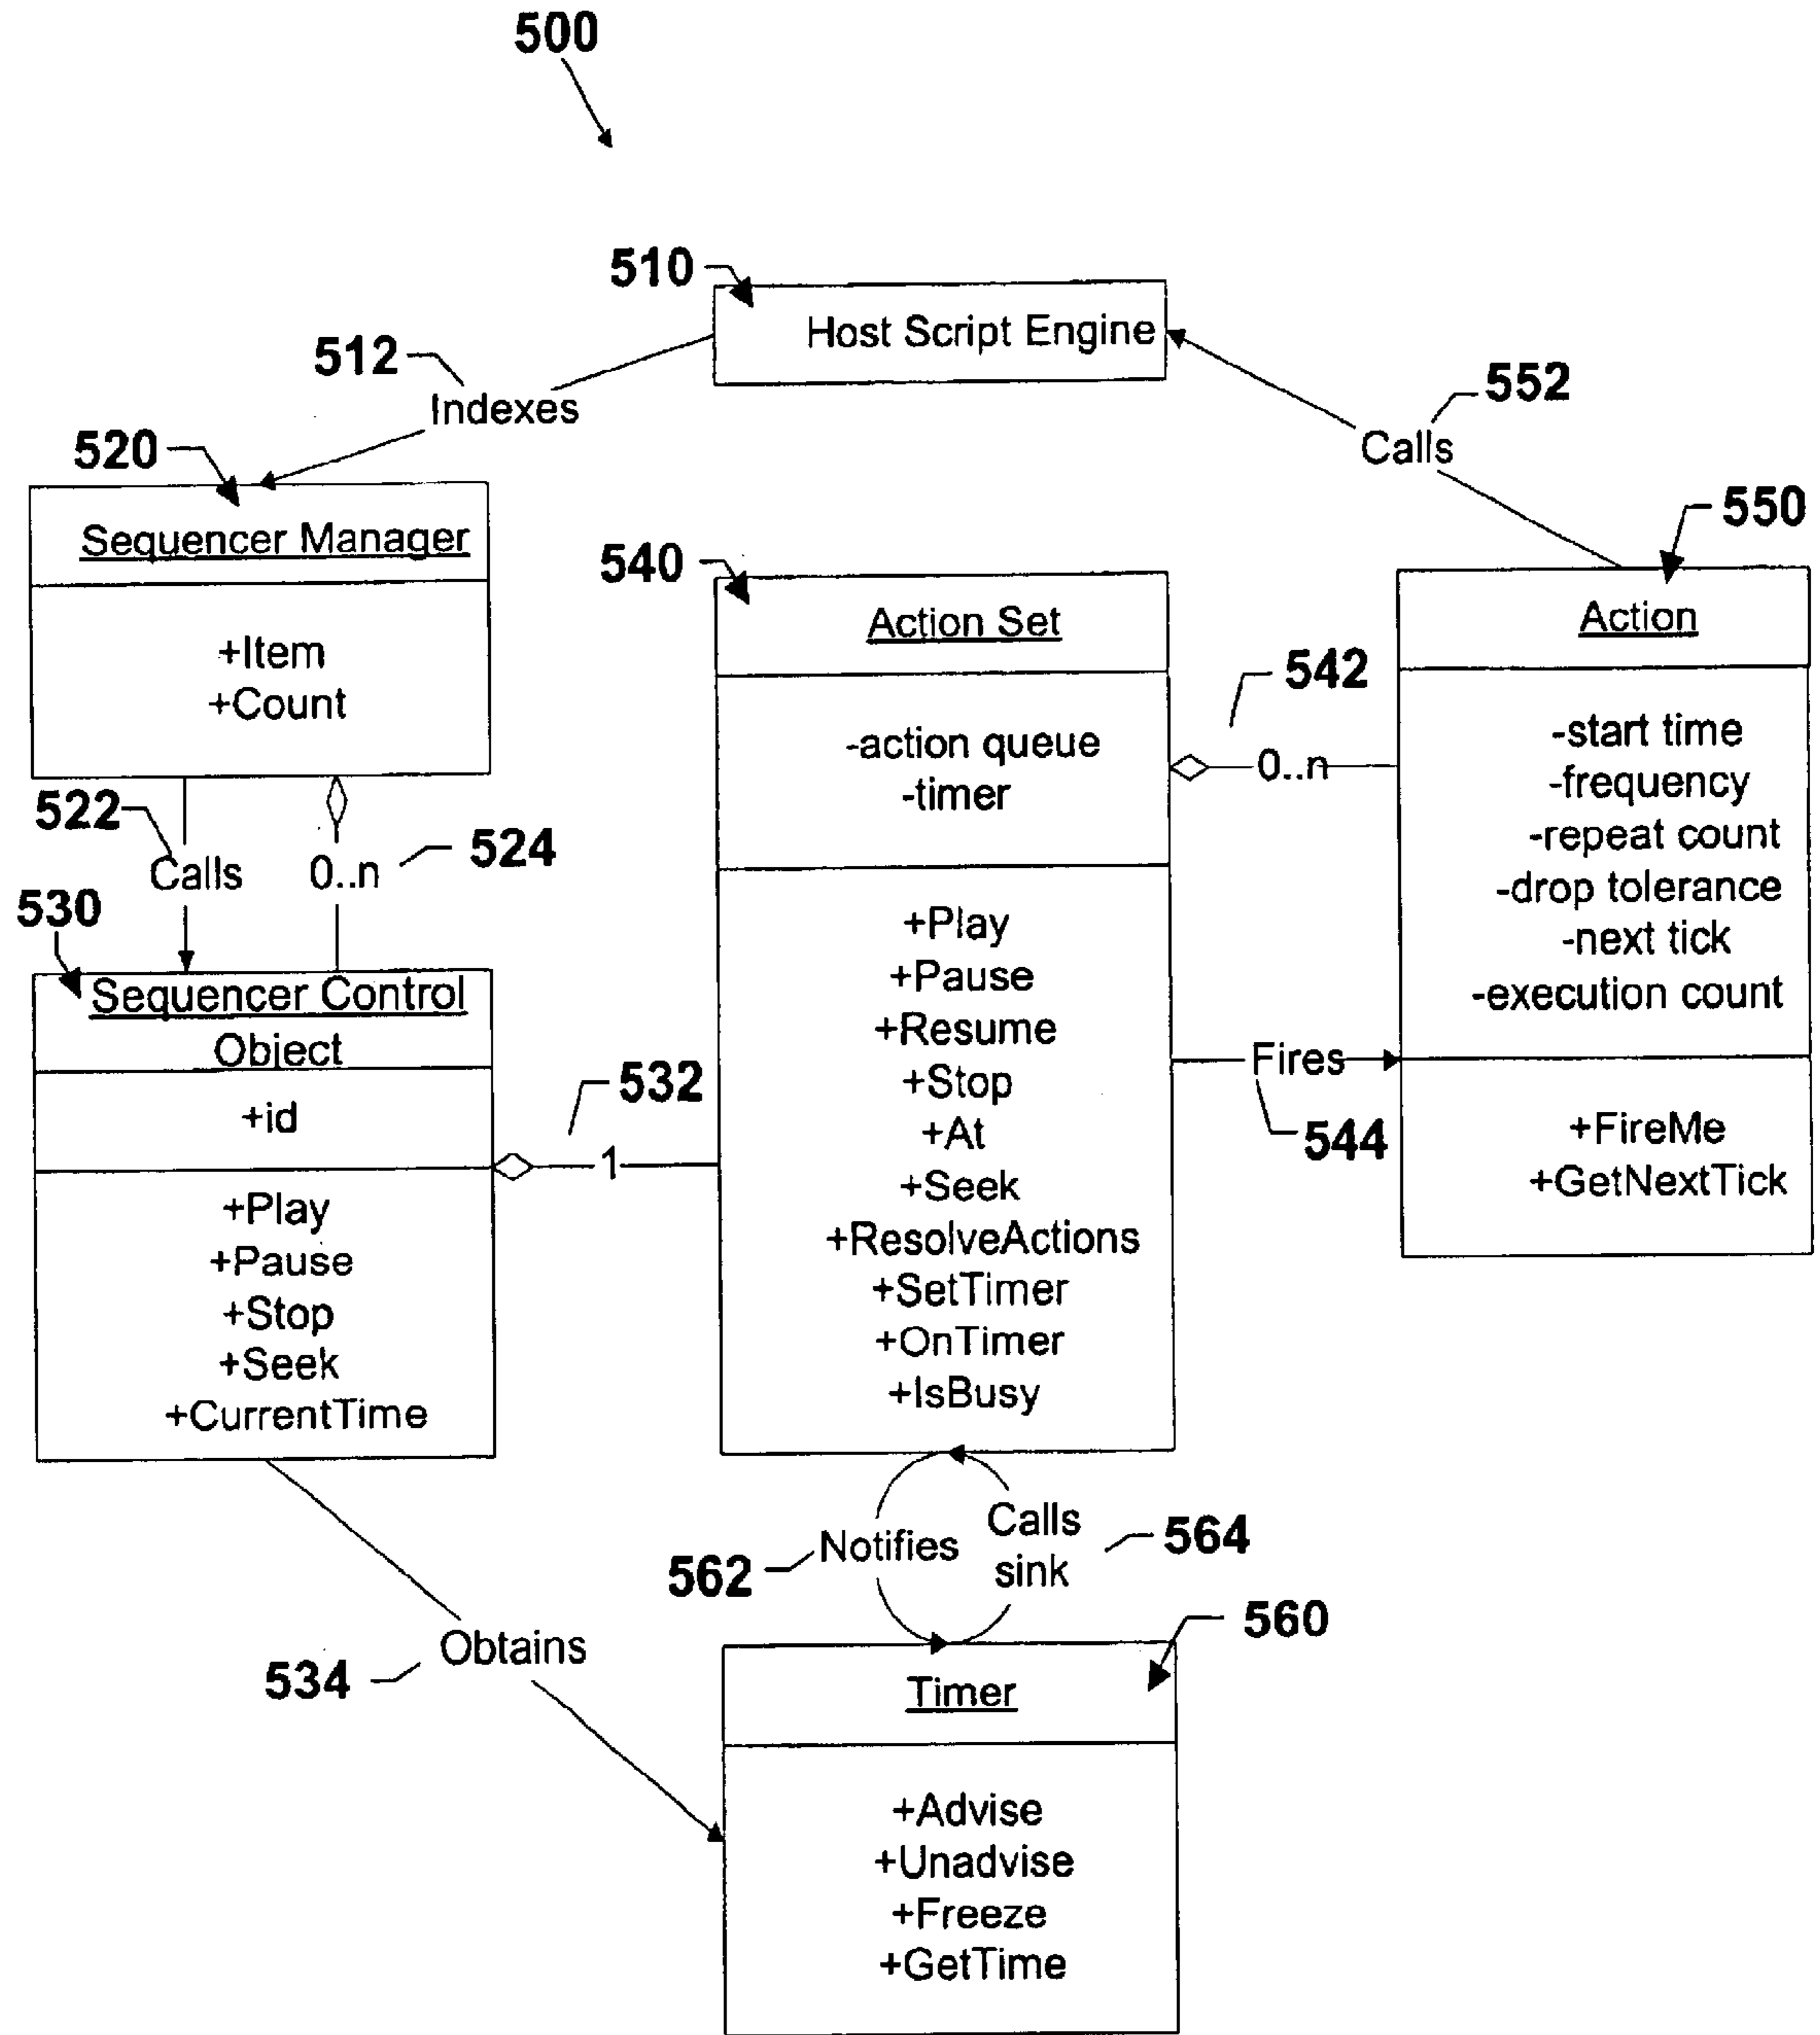 500
510
Host Script Engine
512
Indexes
552
Calls
520
Sequencer Manager
+Item
+Count
522
Calls
0..n
524
530
Sequencer Control
Object
+id
+Play
+Pause
+Stop
+Seek
+CurrentTime
532
1
534
Obtains
540
Action Set
-action queue
-timer
+Play
+Pause
+Resume
+Stop
+At
+Seek
+ResolveActions
+SetTimer
+OnTimer
+IsBusy
542
0..n
Fires
544
550
Action
-start time
-frequency
-repeat count
-drop tolerance
-next tick
-execution count
+FireMe
+GetNextTick
562
Notifies
Calls
sink
564
560
Timer
+Advise
+Unadvise
+Freeze
+GetTime